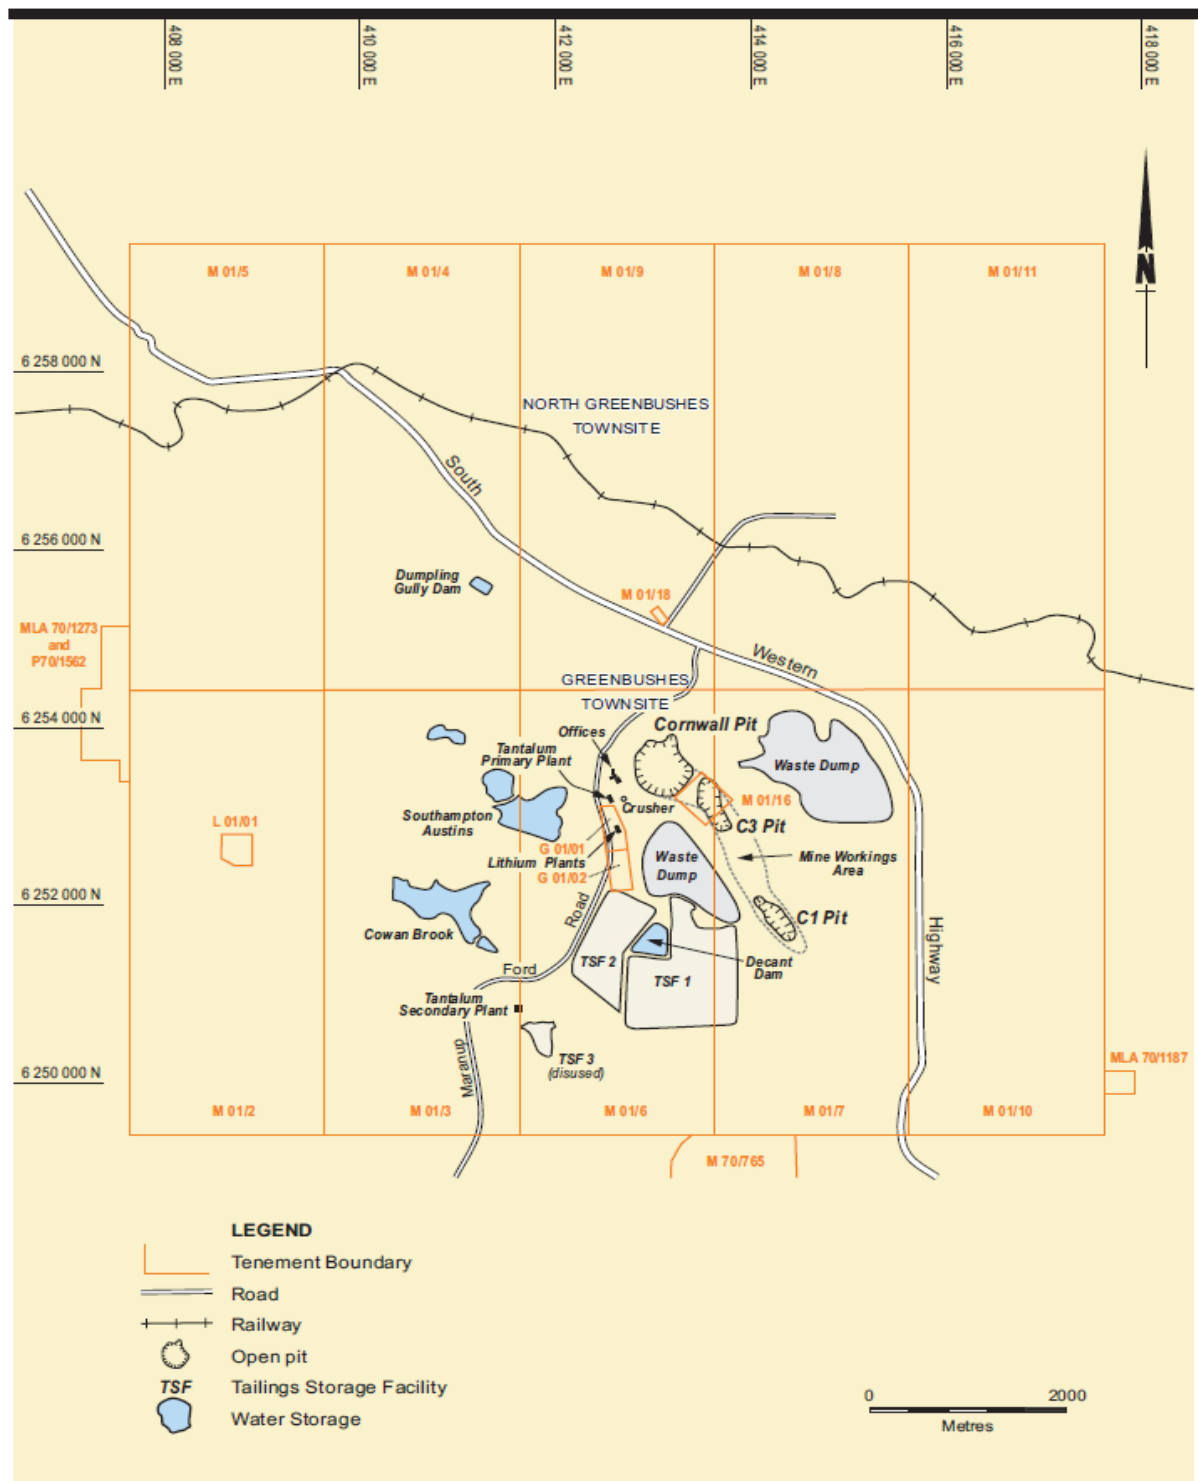 408 000 E
410 000 E
412 000 E
414 000 E
416 000 E
418 000 E
N
M 01/5
M 01/4
M 01/9
M 01/8
M 01/11
6 258 000 N
NORTH GREENBUSHES
TOWNSITE
South
6 256 000 N
Dumpling
Gully Dam
M 01/18
MLA 70/1273
and
P70/1562
Western
GREENBUSHES
TOWNSITE
6 254 000 N
Cornwall Pit
Offices
Tantalum
Primary Plant
Waste Dump
M 01/16
Crusher
Southampton
Austins
L 01/01
C3 Pit
G 01/01
Lithium Plants
G 01/02
Waste
Dump
Mine Workings
Area
6 252 000 N
Road
C1 Pit
Cowan Brook
Highway
Ford
TSF 2
Decant
Dam
TSF 1
Tantalum
Secondary Plant
Maranup
TSF 3
(disused)
6 250 000 N
MLA 70/1187
M 01/2
M 01/3
M 01/6
M 01/7
M 01/10
M 70/765
LEGEND
Tenement Boundary
Road
Railway
Open pit
TSF Tailings Storage Facility
Water Storage
0 2000
Metres